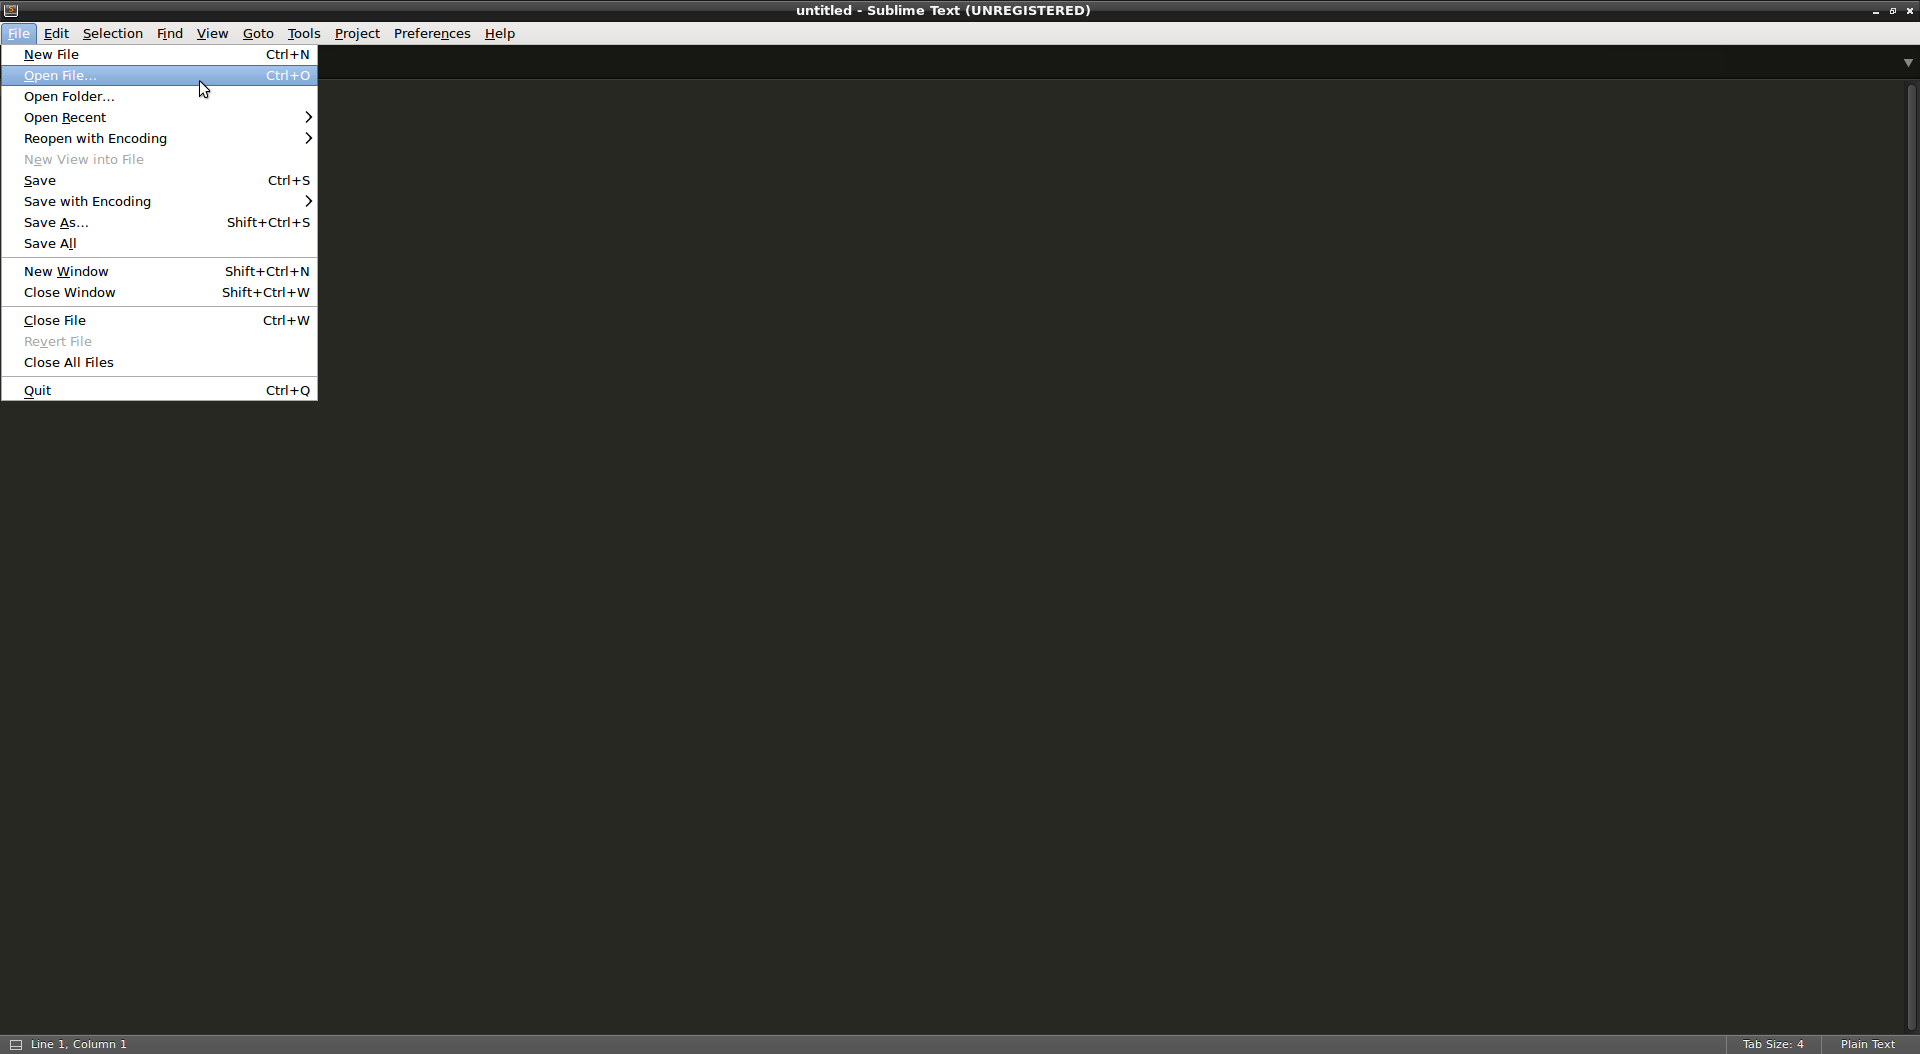 untitled - Sublime Text (UNREGISTERED)
File Edit Selection Find View Goto Tools Project Preferences Help
New File Ctrl+N
Open File... Ctrl+O
Open Folder...
Open Recent
Reopen with Encoding
New View into File
Save Ctrl+S
Save with Encoding
Save As... Shift+Ctrl+S
Save All
New Window Shift+Ctrl+N
Close Window Shift+Ctrl+W
Close File Ctrl+W
Revert File
Close All Files
Quit Ctrl+Q
Line 1, Column 1 Tab Size: 4 Plain Text